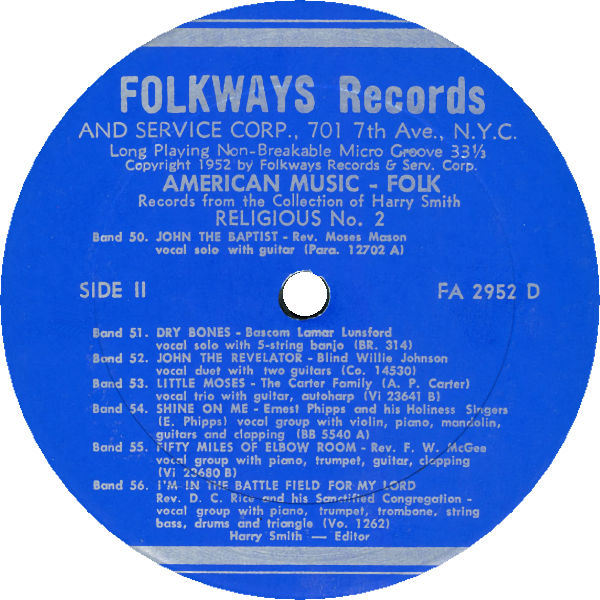 FOLKWAYS Records
AND SERVICE CORP., 701 7th Ave., N.Y.C.
Long Playing Non-Breakable Micro Groove 33⅓
Copyright 1952 by Folkways Records & Serv. Corp.
AMERICAN MUSIC - FOLK
Records from the Collection of Harry Smith
RELIGIOUS No. 2
Band 50. JOHN THE BAPTIST - Rev. Moses Mason
vocal solo with guitar (Para. 12702 A)
SIDE II
FA 2952 D
Band 51. DRY BONES - Bascom Lamar Lunsford
vocal solo with 5-string banjo (BR. 314)
Band 52. JOHN THE REVELATOR - Blind Willie Johnson
vocal duet with two guitars (Co. 14530)
Band 53. LITTLE MOSES - The Carter Family (A. P. Carter)
vocal trio with guitar, autoharp (Vi 23641 B)
Band 54. SHINE ON ME - Ernest Phipps and his Holiness Singers
(E. Phipps) vocal group with violin, piano, mandolin,
guitars and clapping (BB 5540 A)
Band 55. FIFTY MILES OF ELBOW ROOM - Rev. F. W. McGee
vocal group with piano, trumpet, guitar, clapping
(VI 23680 B)
Band 56. I'M IN THE BATTLE FIELD FOR MY LORD
Rev. D. C. Rice and his Sanctified Congregation -
vocal group with piano, trumpet, trombone, string
bass, drums and triangle (Vo. 1262)
Harry Smith — Editor